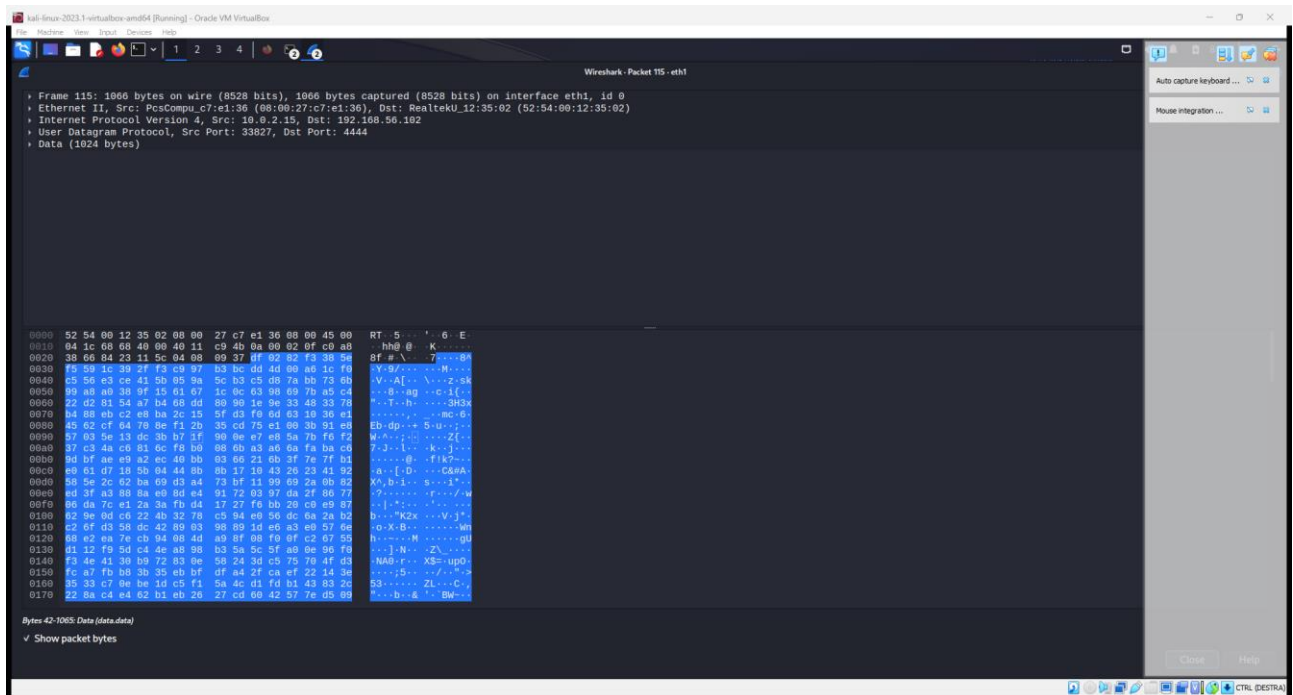 kali-linux-2023.1-virtualbox-amd64 [Running] - Oracle VM VirtualBox
File Machine View Input Devices Help
1 2 3 4
Wireshark · Packet 115 · eth1
Auto capture keyboard ...
Mouse integration ...
Frame 115: 1066 bytes on wire (8528 bits), 1066 bytes captured (8528 bits) on interface eth1, id 0
Ethernet II, Src: PcsCompu_c7:e1:36 (08:00:27:c7:e1:36), Dst: RealtekU_12:35:02 (52:54:00:12:35:02)
Internet Protocol Version 4, Src: 10.0.2.15, Dst: 192.168.56.102
User Datagram Protocol, Src Port: 33827, Dst Port: 4444
Data (1024 bytes)
0000 52 54 00 12 35 02 08 00 27 c7 e1 36 08 00 45 00 RT··5··· '··6··E·
0010 04 1c 68 68 40 00 40 11 c9 4b 0a 00 02 0f c0 a8 ··hh@·@· ·K······
0020 38 66 84 23 11 5c 04 08 09 37 df 02 82 f3 38 5e 8f·#·\·· ·7····8^
0030 f5 59 1c 39 2f f3 c9 97 b3 bc dd 4d 00 a6 1c f0 ·Y·9/··· ···M····
0040 c5 56 e3 ce 41 5b 05 9a 5c b3 c5 d8 7a bb 73 6b ·V··A[·· \···z·sk
0050 99 a8 a0 38 9f 15 61 67 1c 0c 63 98 69 7b a5 c4 ···8··ag ··c·i{··
0060 22 d2 81 54 a7 b4 68 dd 80 90 1e 9e 33 48 33 78 "··T··h· ····3H3x
0070 b4 88 eb c2 e8 ba 2c 15 5f d3 f0 6d 63 10 36 e1 ······,· _··mc·6·
0080 45 62 cf 64 70 8e f1 2b 35 cd 75 e1 00 3b 91 e8 Eb·dp··+ 5·u··;··
0090 57 03 5e 13 dc 3b b7 1f 90 0e e7 e8 5a 7b f6 f2 W·^··;·· ····Z{··
00a0 37 c3 4a c6 81 6c f8 b0 08 6b a3 a6 6a fa ba c6 7·J··l·· ·k··j···
00b0 9d bf ae e9 a2 ec 40 bb 03 66 21 6b 3f 7e 7f b1 ······@· ·f!k?~··
00c0 e0 61 d7 18 5b 04 44 8b 8b 17 10 43 26 23 41 92 ·a··[·D· ···C&#A·
00d0 58 5e 2c 62 ba 69 d3 a4 73 bf 11 99 69 2a 0b 82 X^,b·i·· s···i*··
00e0 ed 3f a3 88 8a e0 8d e4 91 72 03 97 da 2f 86 77 ·?······ ·r···/·w
00f0 06 da 7c e1 2a 3a fb d4 17 27 f6 bb 20 c0 e9 87 ··|·*:·· ·'·· ···
0100 62 9e 0d c6 22 4b 32 78 c5 94 e0 56 dc 6a 2a b2 b···"K2x ···V·j*·
0110 c2 6f d3 58 dc 42 89 03 98 89 1d e6 a3 e0 57 6e ·o·X·B·· ······Wn
0120 68 e2 ea 7e cb 94 08 4d a9 8f 08 f0 0f c2 67 55 h··~···M ······gU
0130 d1 12 f9 5d c4 4e a8 98 b3 5a 5c 5f a0 0e 96 f0 ···]·N·· ·Z\_····
0140 f3 4e 41 30 b9 72 83 0e 58 24 3d c5 75 70 4f d3 ·NA0·r·· X$=·upO·
0150 fc a7 fb b8 3b 35 eb bf df a4 2f ca ef 22 14 3e ····;5·· ··/··"·>
0160 35 33 c7 0e be 1d c5 f1 5a 4c d1 fd b1 43 83 2c 53······ ZL···C·,
0170 22 8a c4 e4 62 b1 eb 26 27 cd 60 42 57 7e d5 09 "···b··& '·`BW~··
Bytes 42-1065: Data (data.data)
Show packet bytes
Close Help
CTRL (DESTRA)